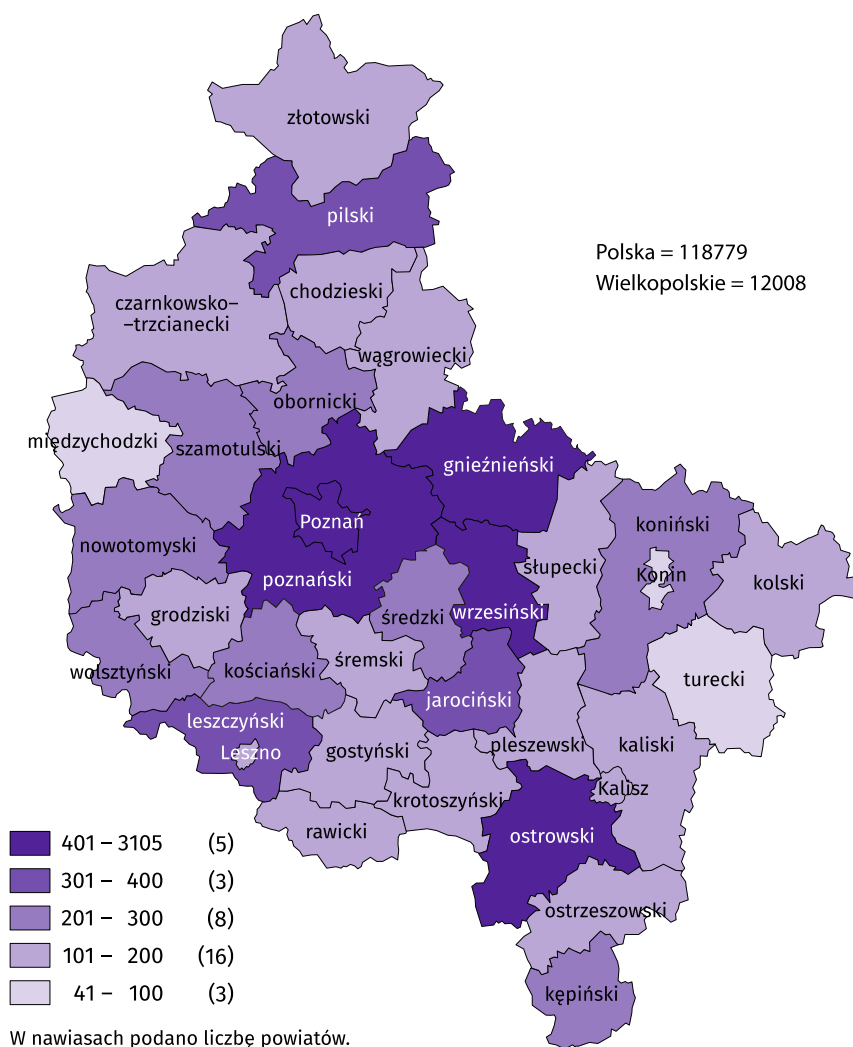 złotowski
pilski
Polska = 118779
Wielkopolskie = 12008
chodzieski
czarnkowsko–
–trzcianecki
wągrowiecki
obornicki
międzychodzki
szamotulski
gnieźnieński
Poznań
koniński
nowotomyski
słupecki
Konin
poznański
kolski
grodziski
średzki
wrzesiński
śremski
wolsztyński
kościański
turecki
jarociński
leszczyński
Leszno
gostyński
pleszewski
kaliski
Kalisz
krotoszyński
rawicki
ostrowski
ostrzeszowski
kępiński
401 – 3105 (5)
301 – 400 (3)
201 – 300 (8)
101 – 200 (16)
41 – 100 (3)
W nawiasach podano liczbę powiatów.